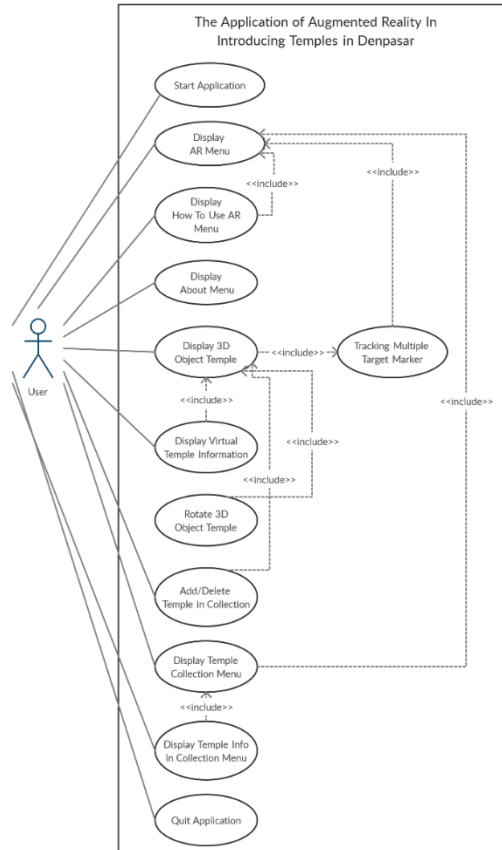 The Application of Augmented Reality In
Introducing Temples in Denpasar
Start Application
Display
AR Menu
<<include>>
<<include>>
Display
How To Use AR
Menu
Display
About Menu
User
Display 3D
Object Temple
<<include>>
Tracking Multiple
Target Marker
<<include>>
<<include>>
Display Virtual
Temple Information
<<include>>
<<include>>
Rotate 3D
Object Temple
Add/Delete
Temple in Collection
Display Temple
Collection Menu
<<include>>
Display Temple Info
In Collection Menu
Quit Application